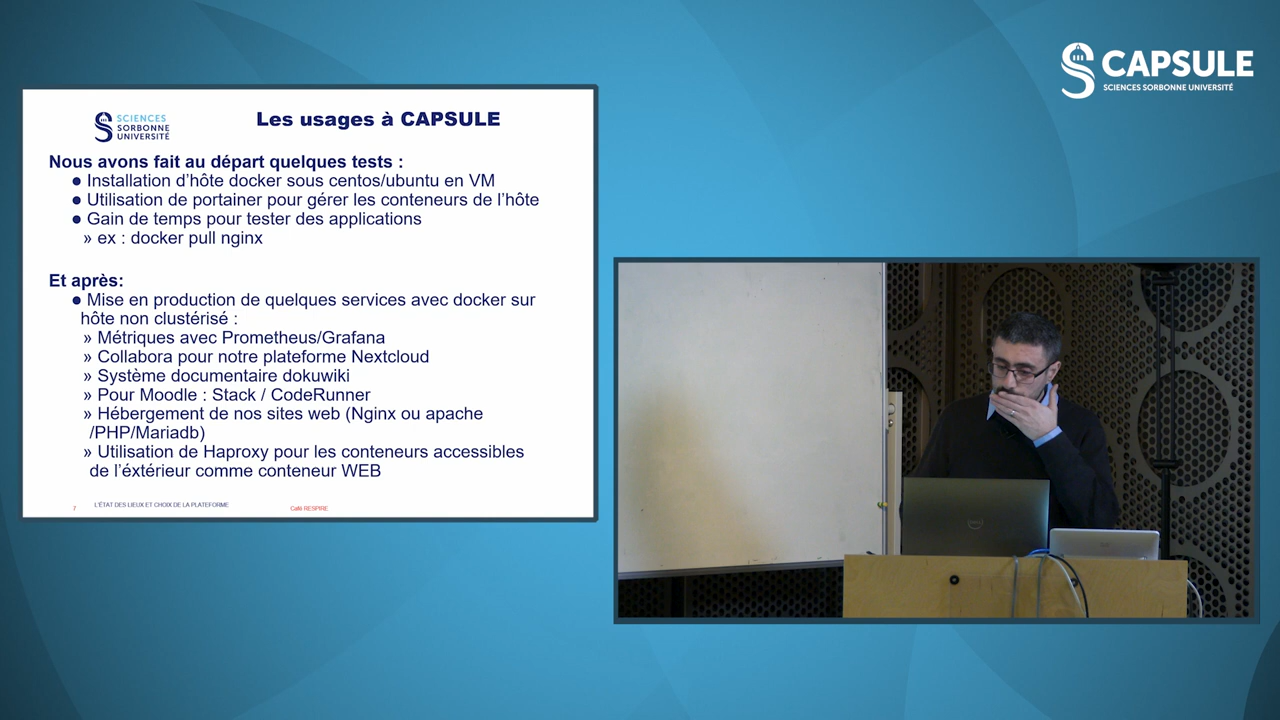 CAPSULE
SCIENCES SORBONNE UNIVERSITÉ
SCIENCES
SORBONNE
UNIVERSITÉ
Les usages à CAPSULE
Nous avons fait au départ quelques tests :
● Installation d'hôte docker sous centos/ubuntu en VM
● Utilisation de portainer pour gérer les conteneurs de l'hôte
● Gain de temps pour tester des applications
» ex : docker pull nginx
Et après:
● Mise en production de quelques services avec docker sur
hôte non clustérisé :
» Métriques avec Prometheus/Grafana
» Collabora pour notre plateforme Nextcloud
» Système documentaire dokuwiki
» Pour Moodle : Stack / CodeRunner
» Hébergement de nos sites web (Nginx ou apache
/PHP/Mariadb)
» Utilisation de Haproxy pour les conteneurs accessibles
de l'éxtérieur comme conteneur WEB
7
L'ÉTAT DES LIEUX ET CHOIX DE LA PLATEFORME
Café RESPIRE
DELL